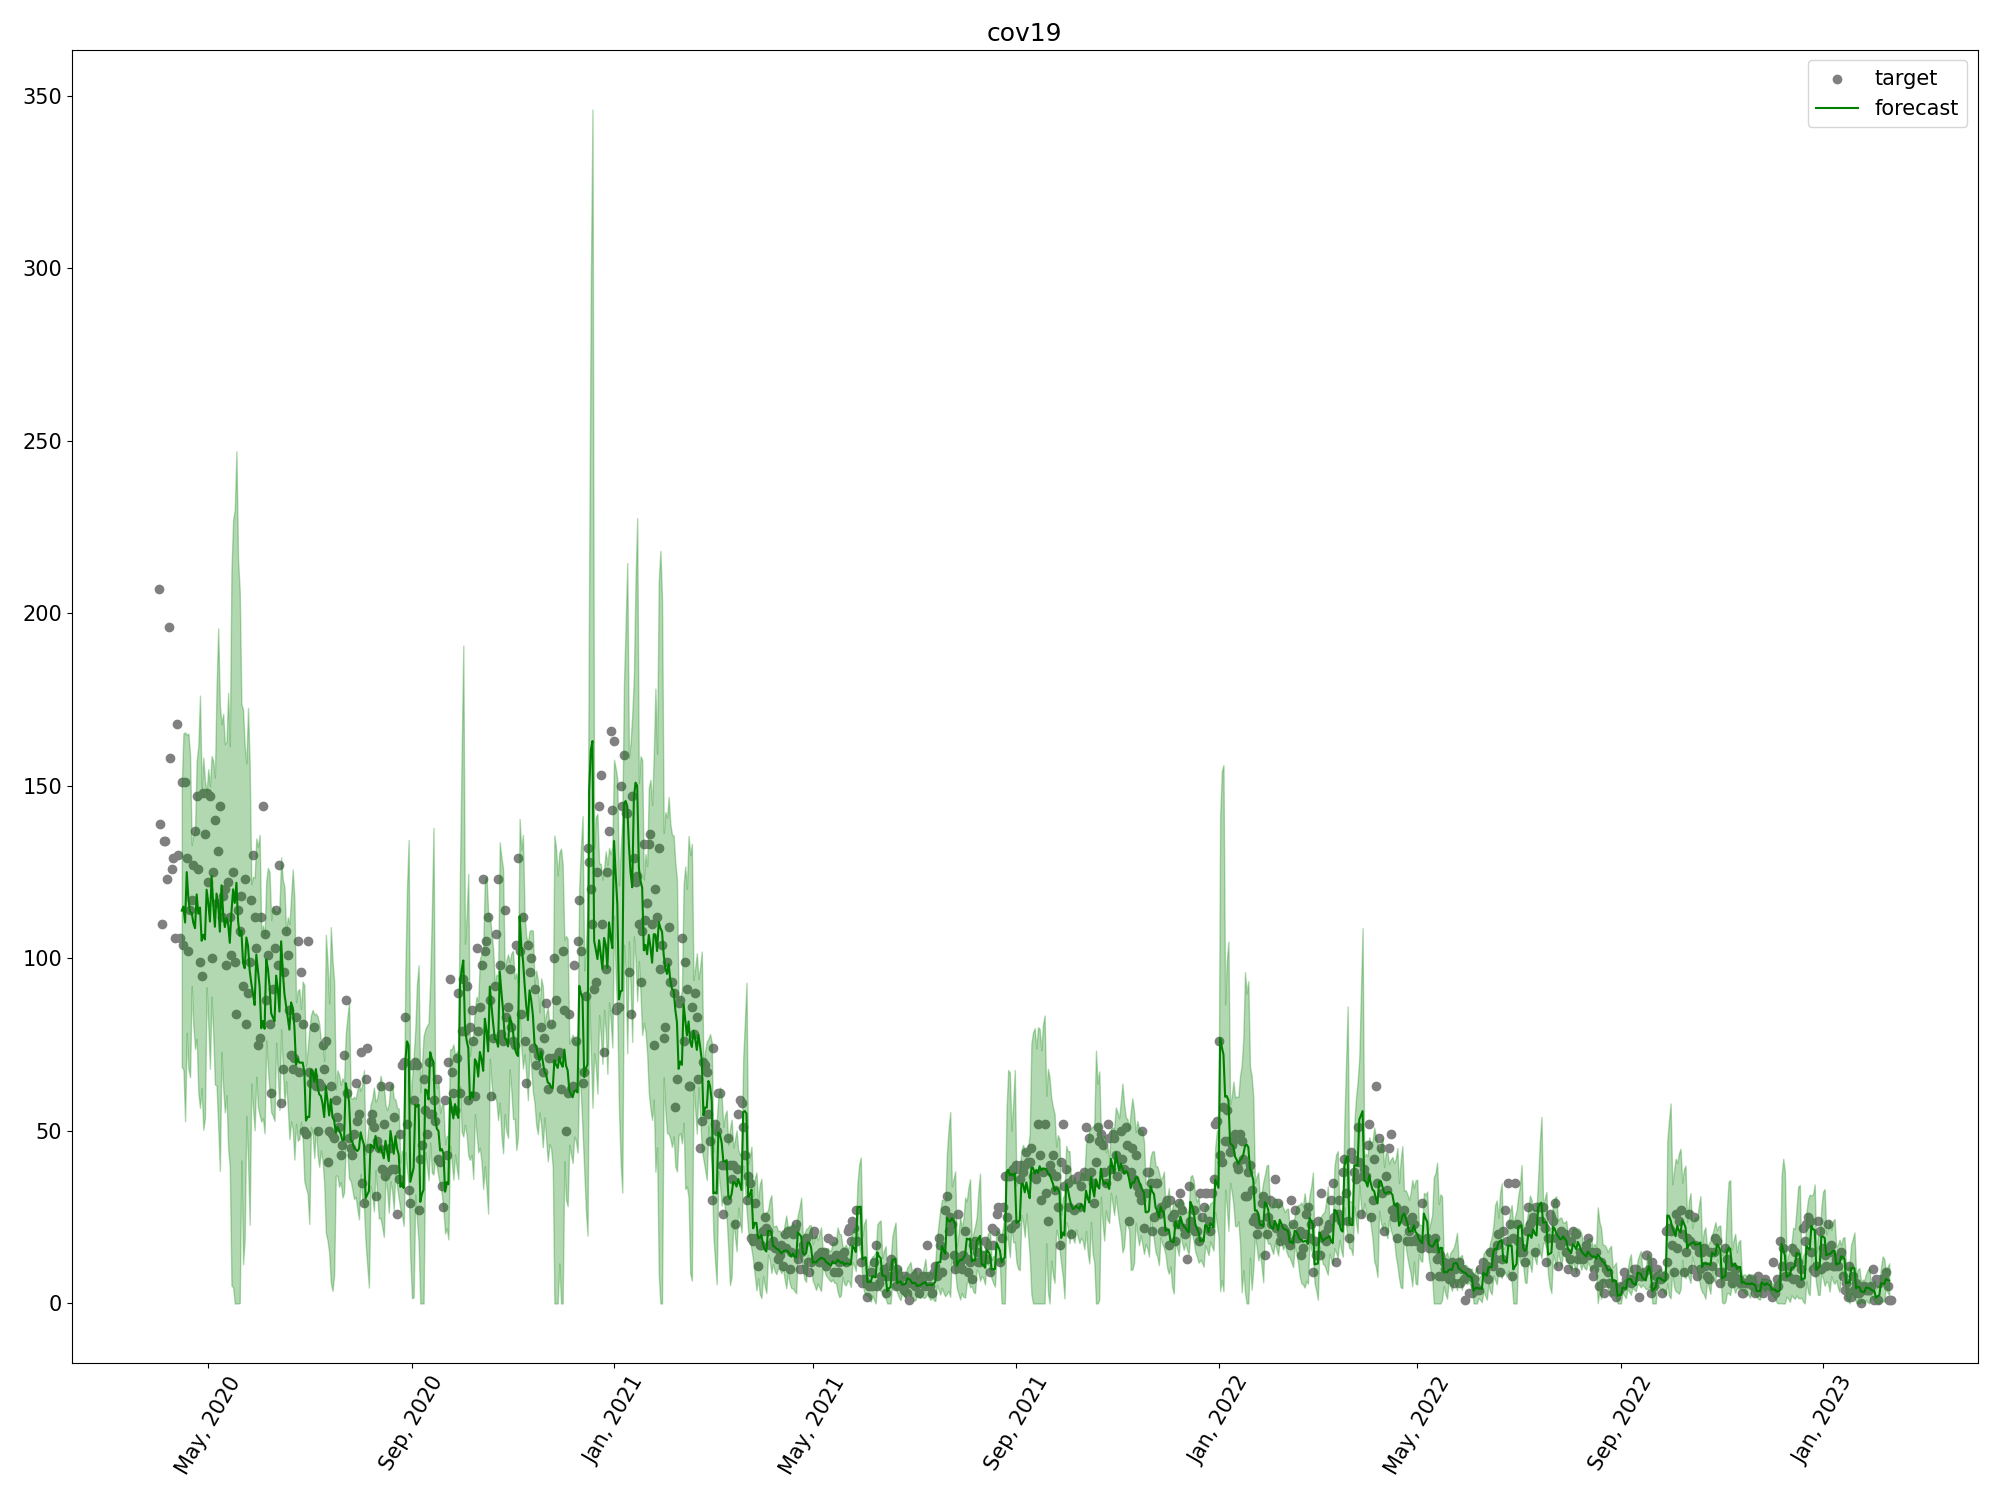 cov19
target
forecast
350
300
250
200
150
100
50
0
May, 2020
Sep, 2020
Jan, 2021
May, 2021
Sep, 2021
Jan, 2022
May, 2022
Sep, 2022
Jan, 2023